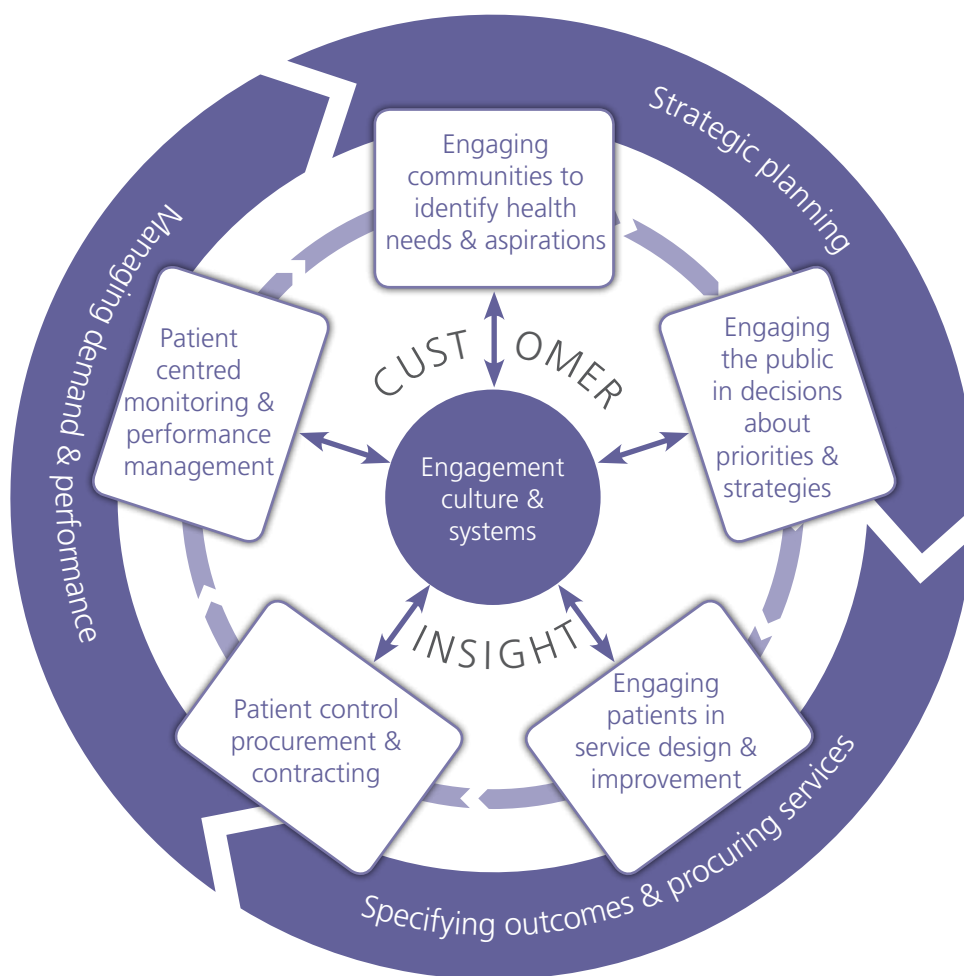 Strategic planning
Engaging
communities to
identify health
needs & aspirations
Managing demand & performance
Patient
centred
monitoring &
performance
management
CUSTOMER
Engaging
the public
in decisions
about
priorities &
strategies
Engagement
culture &
systems
INSIGHT
Patient control
procurement &
contracting
Engaging
patients in
service design &
improvement
Specifying outcomes & procuring services